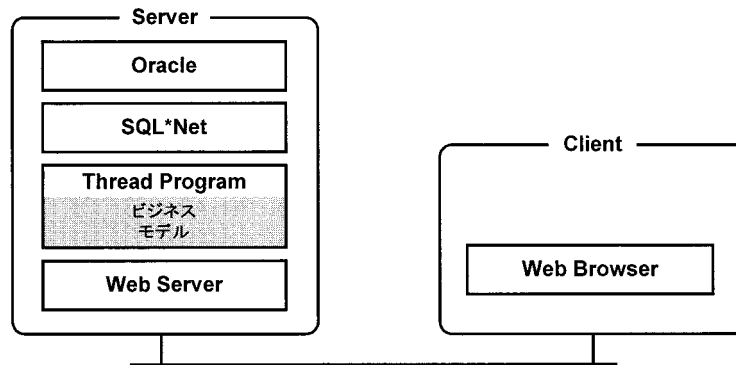 Server
Oracle
SQL*Net
Thread Program
ビジネス
モデル
Web Server
Client
Web Browser